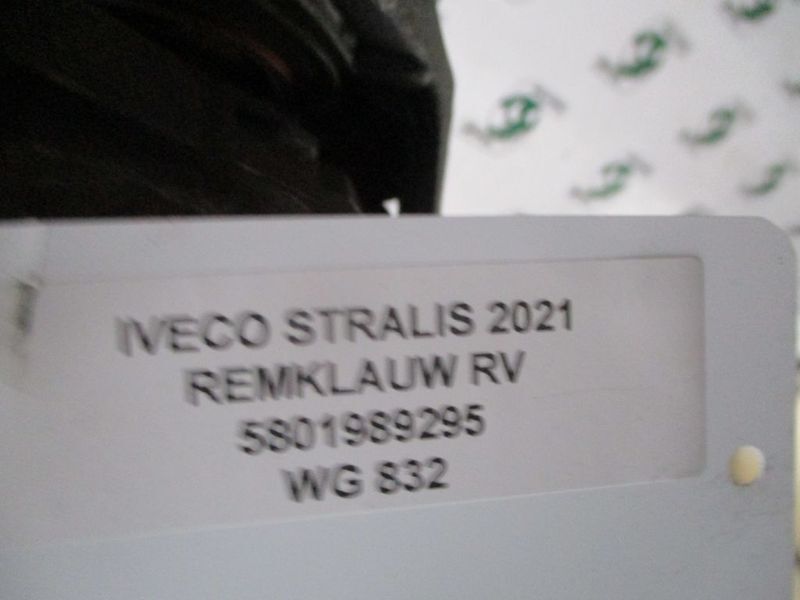 IVECO STRALIS 2021
REMKLAUW RV
5801989295
WG 832